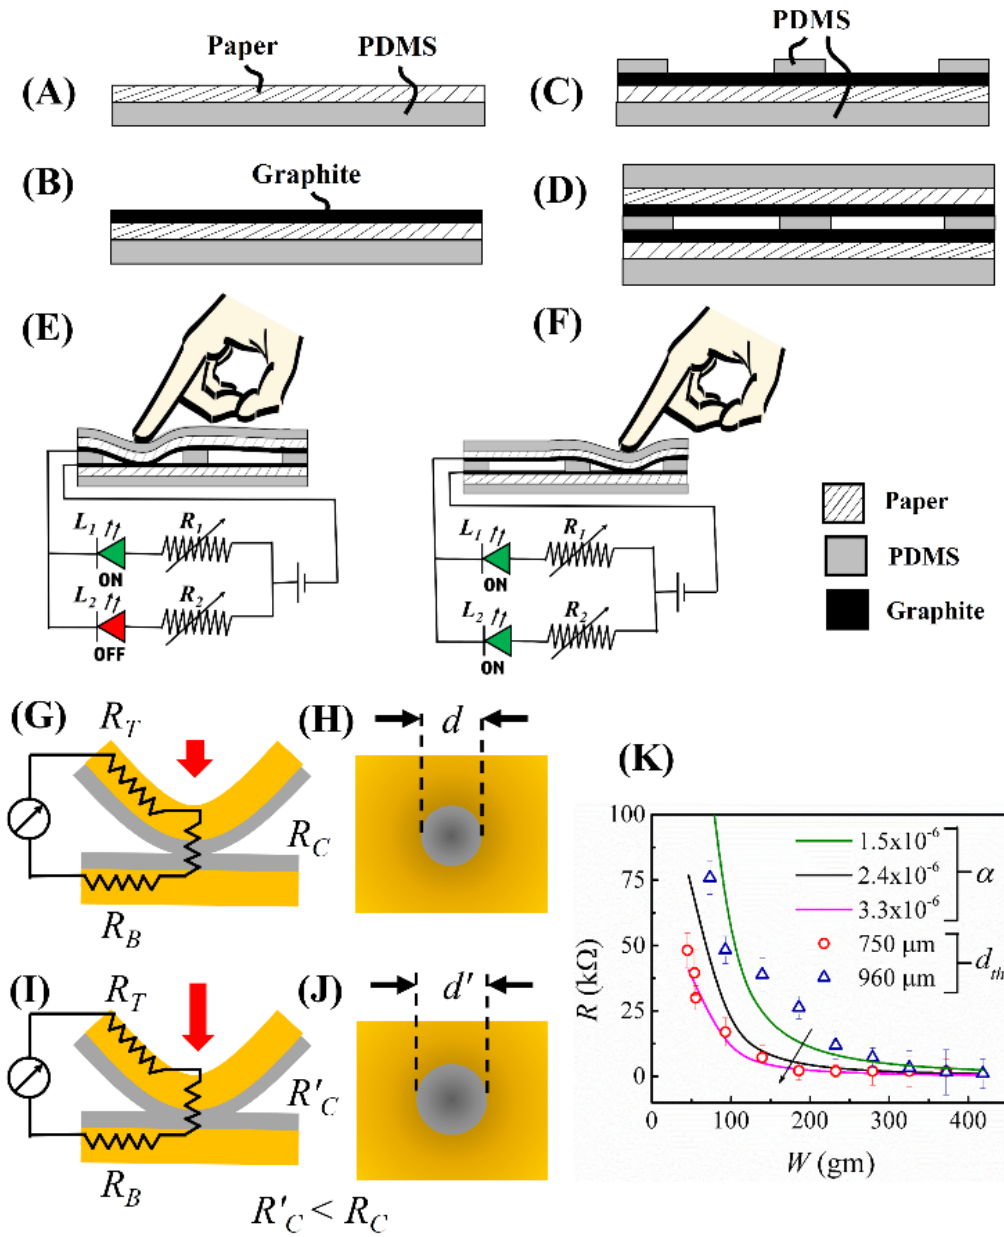 (A)
Paper
PDMS
(B)
Graphite
(C)
PDMS
(D)
(E)
L1
R1
ON
L2
R2
OFF
(F)
L1
R1
ON
L2
R2
ON
Paper
PDMS
Graphite
(G)
RT
RC
RB
(H)
d
(I)
RT
R'C
RB
(J)
d'
R'C < RC
(K)
R (kΩ)
100
75
50
25
0
1.5x10-6
2.4x10-6
3.3x10-6
α
750 μm
960 μm
dth
0 100 200 300 400
W (gm)